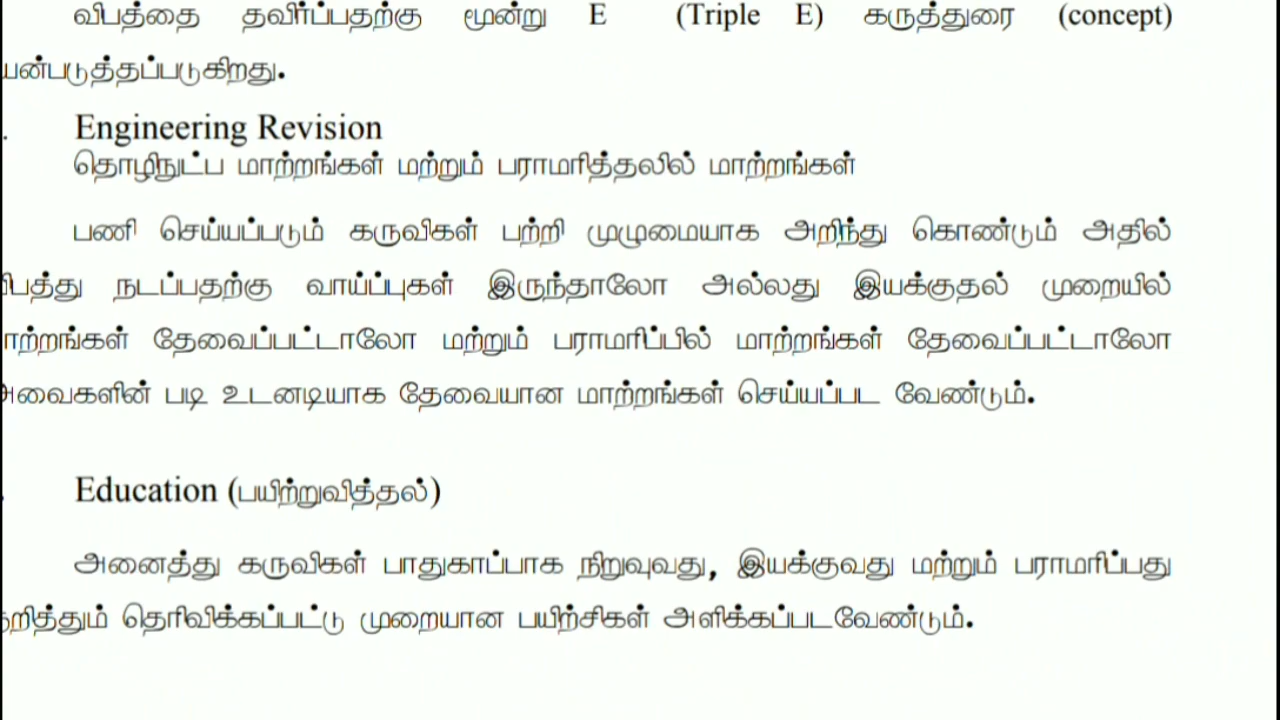 விபத்தை தவிர்ப்பதற்கு மூன்று E (Triple E) கருத்துரை (concept)
யன்படுத்தப்படுகிறது.
. Engineering Revision
தொழிநுட்ப மாற்றங்கள் மற்றும் பராமரித்தலில் மாற்றங்கள்
பணி செய்யப்படும் கருவிகள் பற்றி முழுமையாக அறிந்து கொண்டும் அதில்
பத்து நடப்பதற்கு வாய்ப்புகள் இருந்தாலோ அல்லது இயக்குதல் முறையில்
ாற்றங்கள் தேவைப்பட்டாலோ மற்றும் பராமரிப்பில் மாற்றங்கள் தேவைப்பட்டாலோ
அவைகளின் படி உடனடியாக தேவையான மாற்றங்கள் செய்யப்பட வேண்டும்.
Education (பயிற்றுவித்தல்)
அனைத்து கருவிகள் பாதுகாப்பாக நிறுவுவது, இயக்குவது மற்றும் பராமரிப்பது
றித்தும் தெரிவிக்கப்பட்டு முறையான பயிற்சிகள் அளிக்கப்படவேண்டும்.